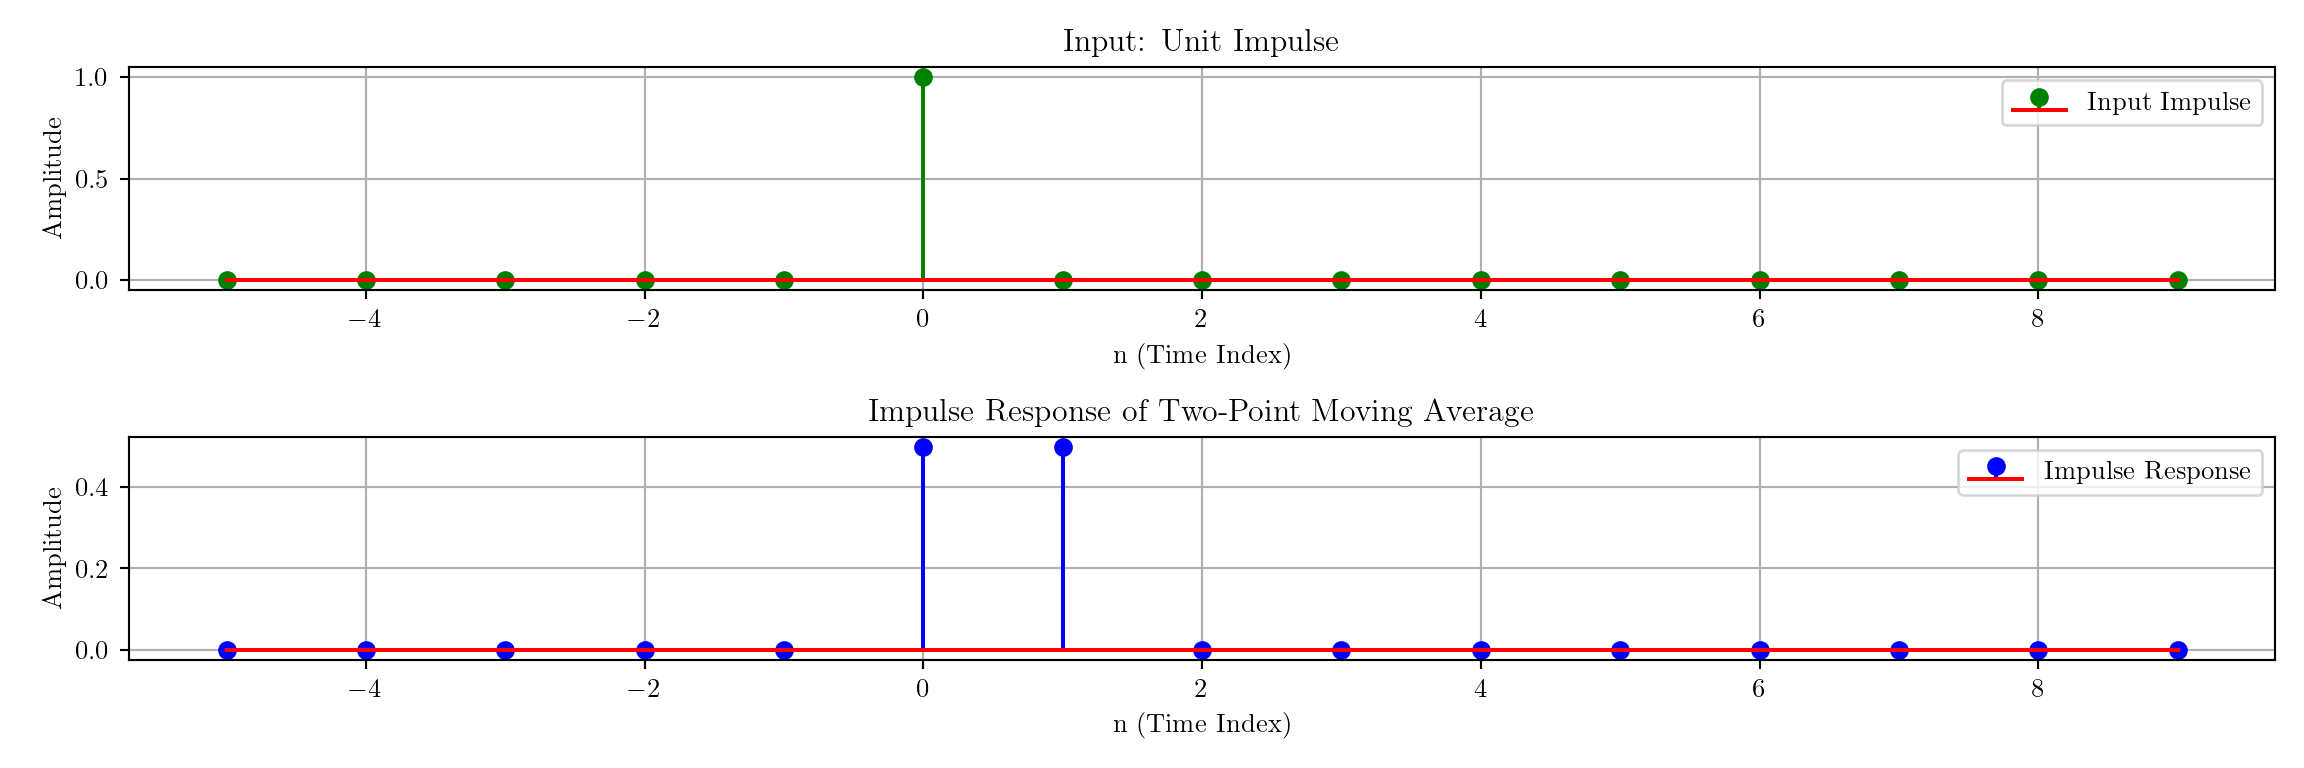 Input: Unit Impulse
Amplitude
1.0
0.5
0.0
Input Impulse
−4 −2 0 2 4 6 8
n (Time Index)
Impulse Response of Two-Point Moving Average
Amplitude
0.4
0.2
0.0
Impulse Response
−4 −2 0 2 4 6 8
n (Time Index)